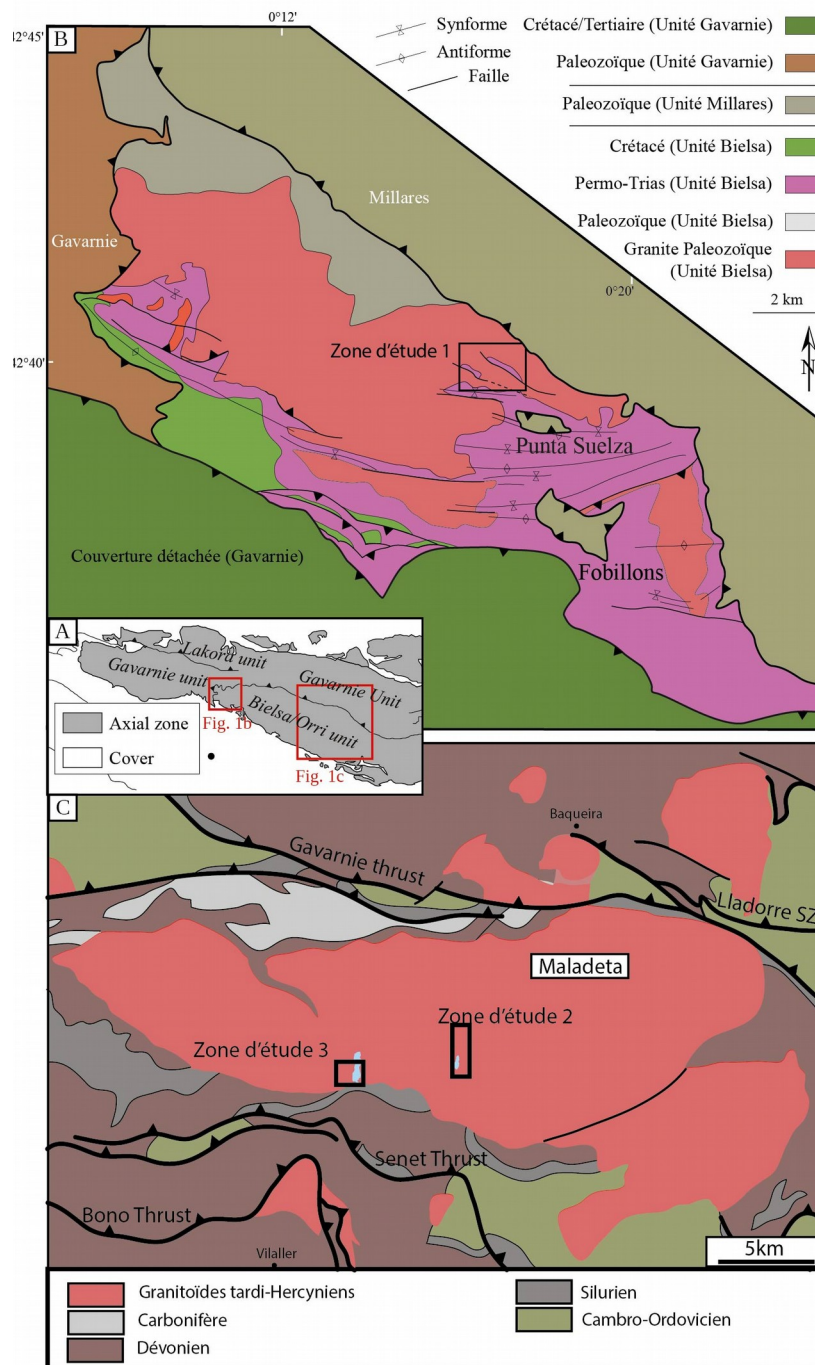 0°12'
12°45'
B
Synforme
Antiforme
Faille
Crétacé/Tertiaire (Unité Gavarnie)
Paleozoïque (Unité Gavarnie)
Paleozoïque (Unité Millares)
Crétacé (Unité Bielsa)
Permo-Trias (Unité Bielsa)
Paleozoïque (Unité Bielsa)
Granite Paleozoïque
(Unité Bielsa)
Millares
Gavarnie
0°20'
2 km
N
12°40'
Zone d'étude 1
Punta Suelza
Couverture détachée (Gavarnie)
Fobillons
A
Lakora unit
Gavarnie unit
Gavarnie Unit
Bielsa/Orri unit
Fig. 1b
Fig. 1c
Axial zone
Cover
C
Baqueira
Gavarnie thrust
Lladorre SZ
Maladeta
Zone d'étude 2
Zone d'étude 3
Senet Thrust
Bono Thrust
Vilaller
5km
Granitoïdes tardi-Hercyniens
Carbonifère
Dévonien
Silurien
Cambro-Ordovicien